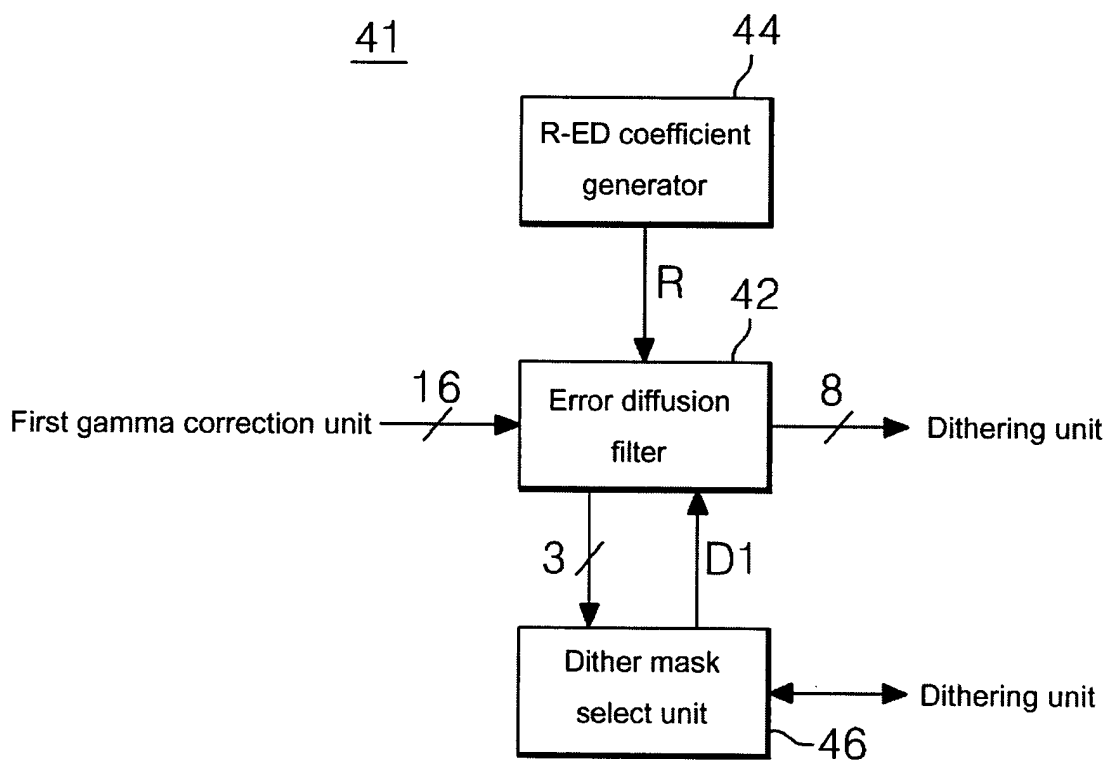 41
44
R-ED coefficient
generator
R
42
First gamma correction unit
16
Error diffusion
filter
8
Dithering unit
3
D1
Dither mask
select unit
Dithering unit
46